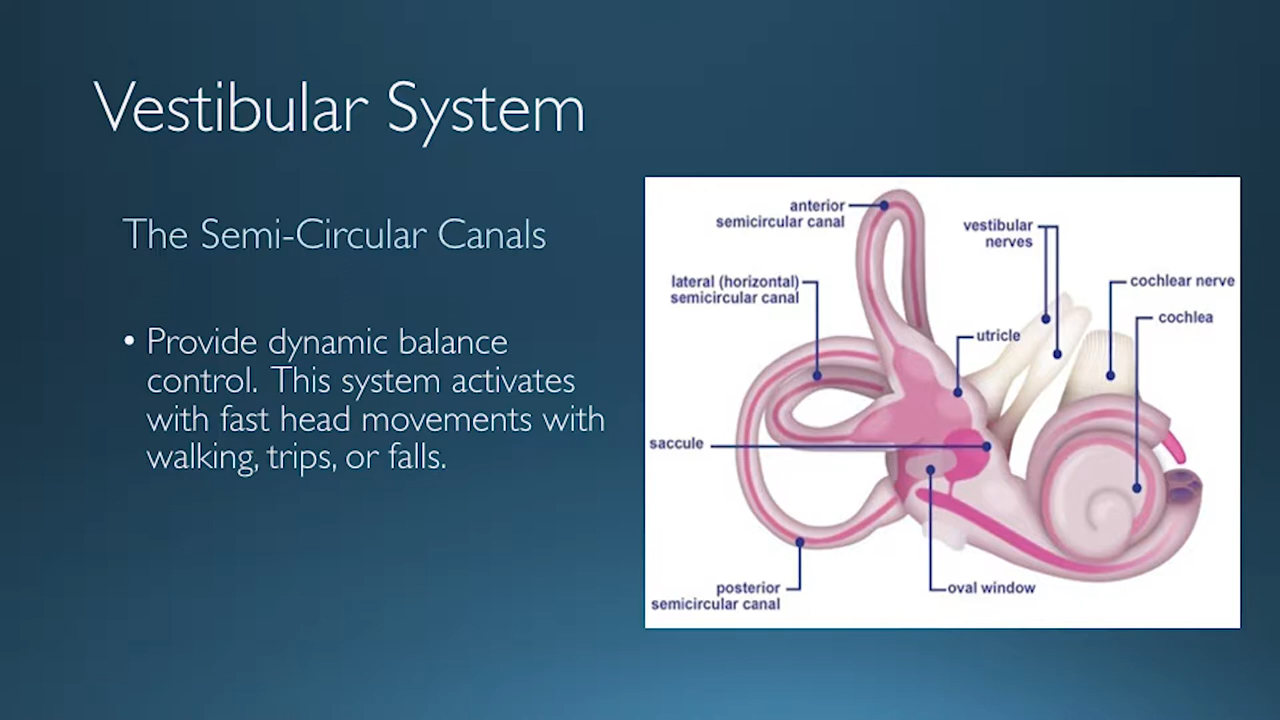 Vestibular System
The Semi-Circular Canals
• Provide dynamic balance
control. This system activates
with fast head movements with
walking, trips, or falls.
anterior
semicircular canal
vestibular
nerves
lateral (horizontal)
semicircular canal
cochlear nerve
cochlea
utricle
saccule
posterior
semicircular canal
oval window